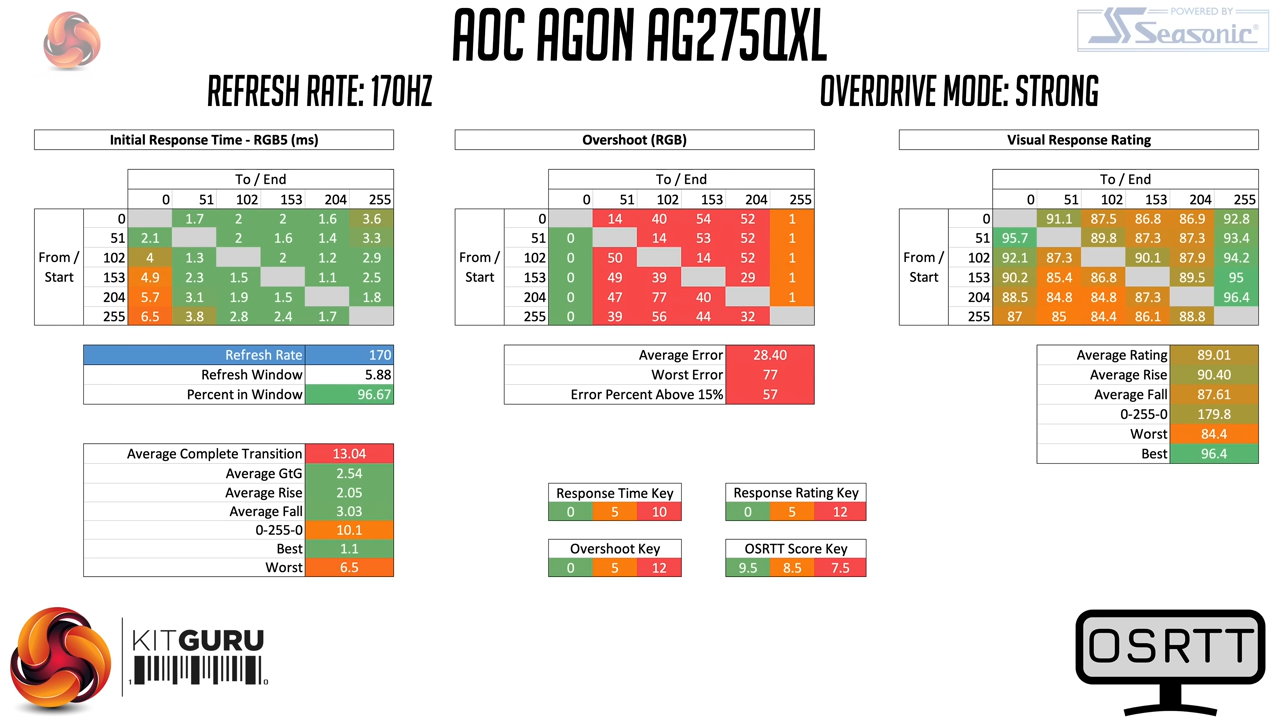 AOC AGON AG275QXL
POWERED BY
Seasonic®
REFRESH RATE: 170HZ
OVERDRIVE MODE: STRONG
Initial Response Time - RGB5 (ms)
To / End
0 51 102 153 204 255
From / Start
0 1.7 2 2 1.6 3.6
51 2.1 2 1.6 1.4 3.3
102 4 1.3 2 1.2 2.9
153 4.9 2.3 1.5 1.1 2.5
204 5.7 3.1 1.9 1.5 1.8
255 6.5 3.8 2.8 2.4 1.7
Refresh Rate 170
Refresh Window 5.88
Percent in Window 96.67
Average Complete Transition 13.04
Average GtG 2.54
Average Rise 2.05
Average Fall 3.03
0-255-0 10.1
Best 1.1
Worst 6.5
Overshoot (RGB)
To / End
0 51 102 153 204 255
From / Start
0 14 40 54 52 1
51 0 14 53 52 1
102 0 50 14 52 1
153 0 49 39 29 1
204 0 47 77 40 1
255 0 39 56 44 32
Average Error 28.40
Worst Error 77
Error Percent Above 15% 57
Response Time Key
0 5 10
Response Rating Key
0 5 12
Overshoot Key
0 5 12
OSRTT Score Key
9.5 8.5 7.5
Visual Response Rating
To / End
0 51 102 153 204 255
From / Start
0 91.1 87.5 86.8 86.9 92.8
51 95.7 89.8 87.3 87.3 93.4
102 92.1 87.3 90.1 87.9 94.2
153 90.2 85.4 86.8 89.5 95
204 88.5 84.8 84.8 87.3 96.4
255 87 85 84.4 86.1 88.8
Average Rating 89.01
Average Rise 90.40
Average Fall 87.61
0-255-0 179.8
Worst 84.4
Best 96.4
KITGURU
1 0
OSRTT